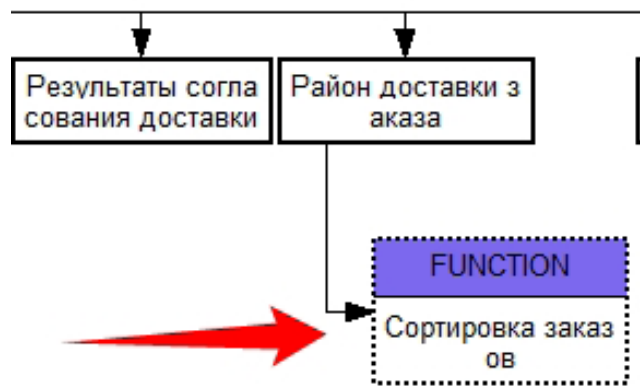 Результаты согла
сования доставки
Район доставки з
аказа
FUNCTION
Сортировка заказ
ов